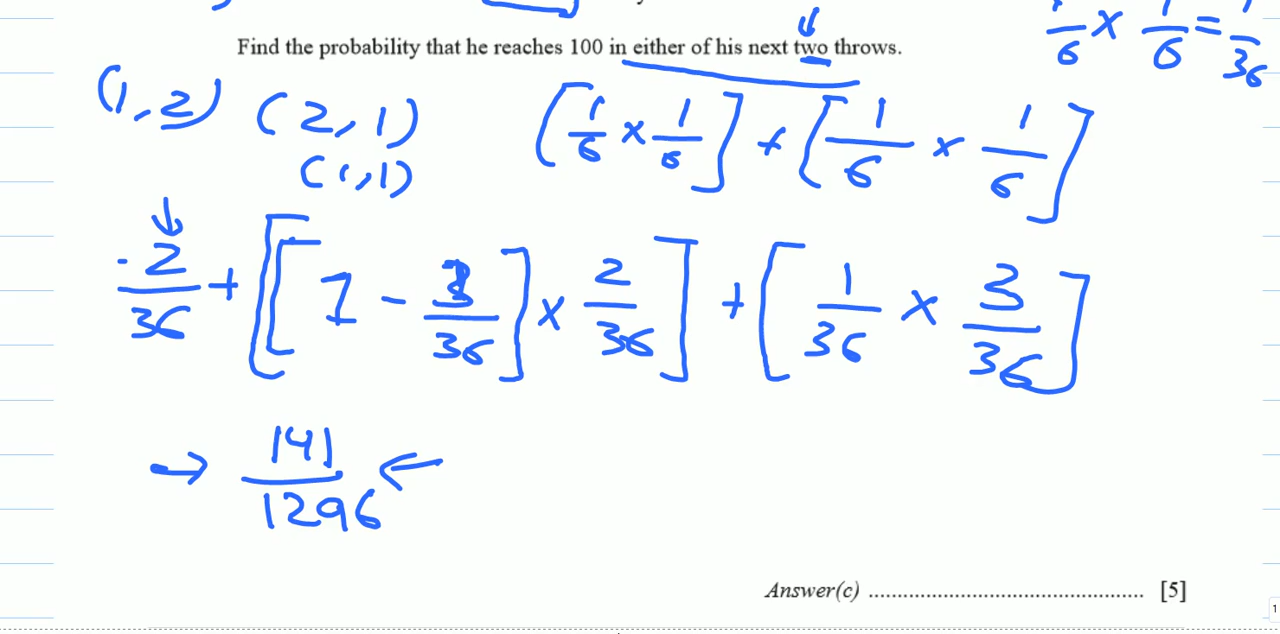 1/6 × 1/6 = 1/36
Find the probability that he reaches 100 in either of his next two throws.
(1,2) (2,1) [1/6 × 1/6] + [1/6 × 1/6]
(1,1)
2/36 + [[1 - 3/36] × 2/36] + [1/36 × 3/36]
→ 141/1296 ←
Answer(c) ................................................ [5]